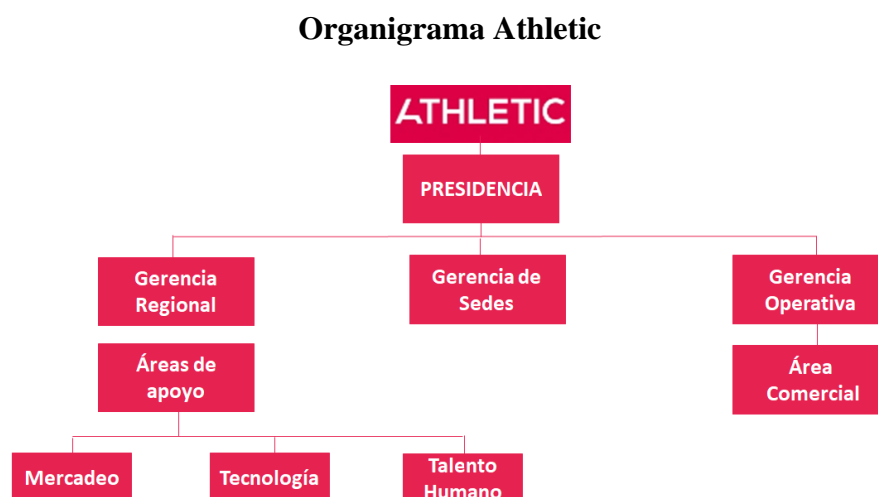 Organigrama Athletic
ATHLETIC
PRESIDENCIA
Gerencia
Regional
Gerencia de
Sedes
Gerencia
Operativa
Áreas de
apoyo
Área
Comercial
Mercadeo
Tecnología
Talento
Humano